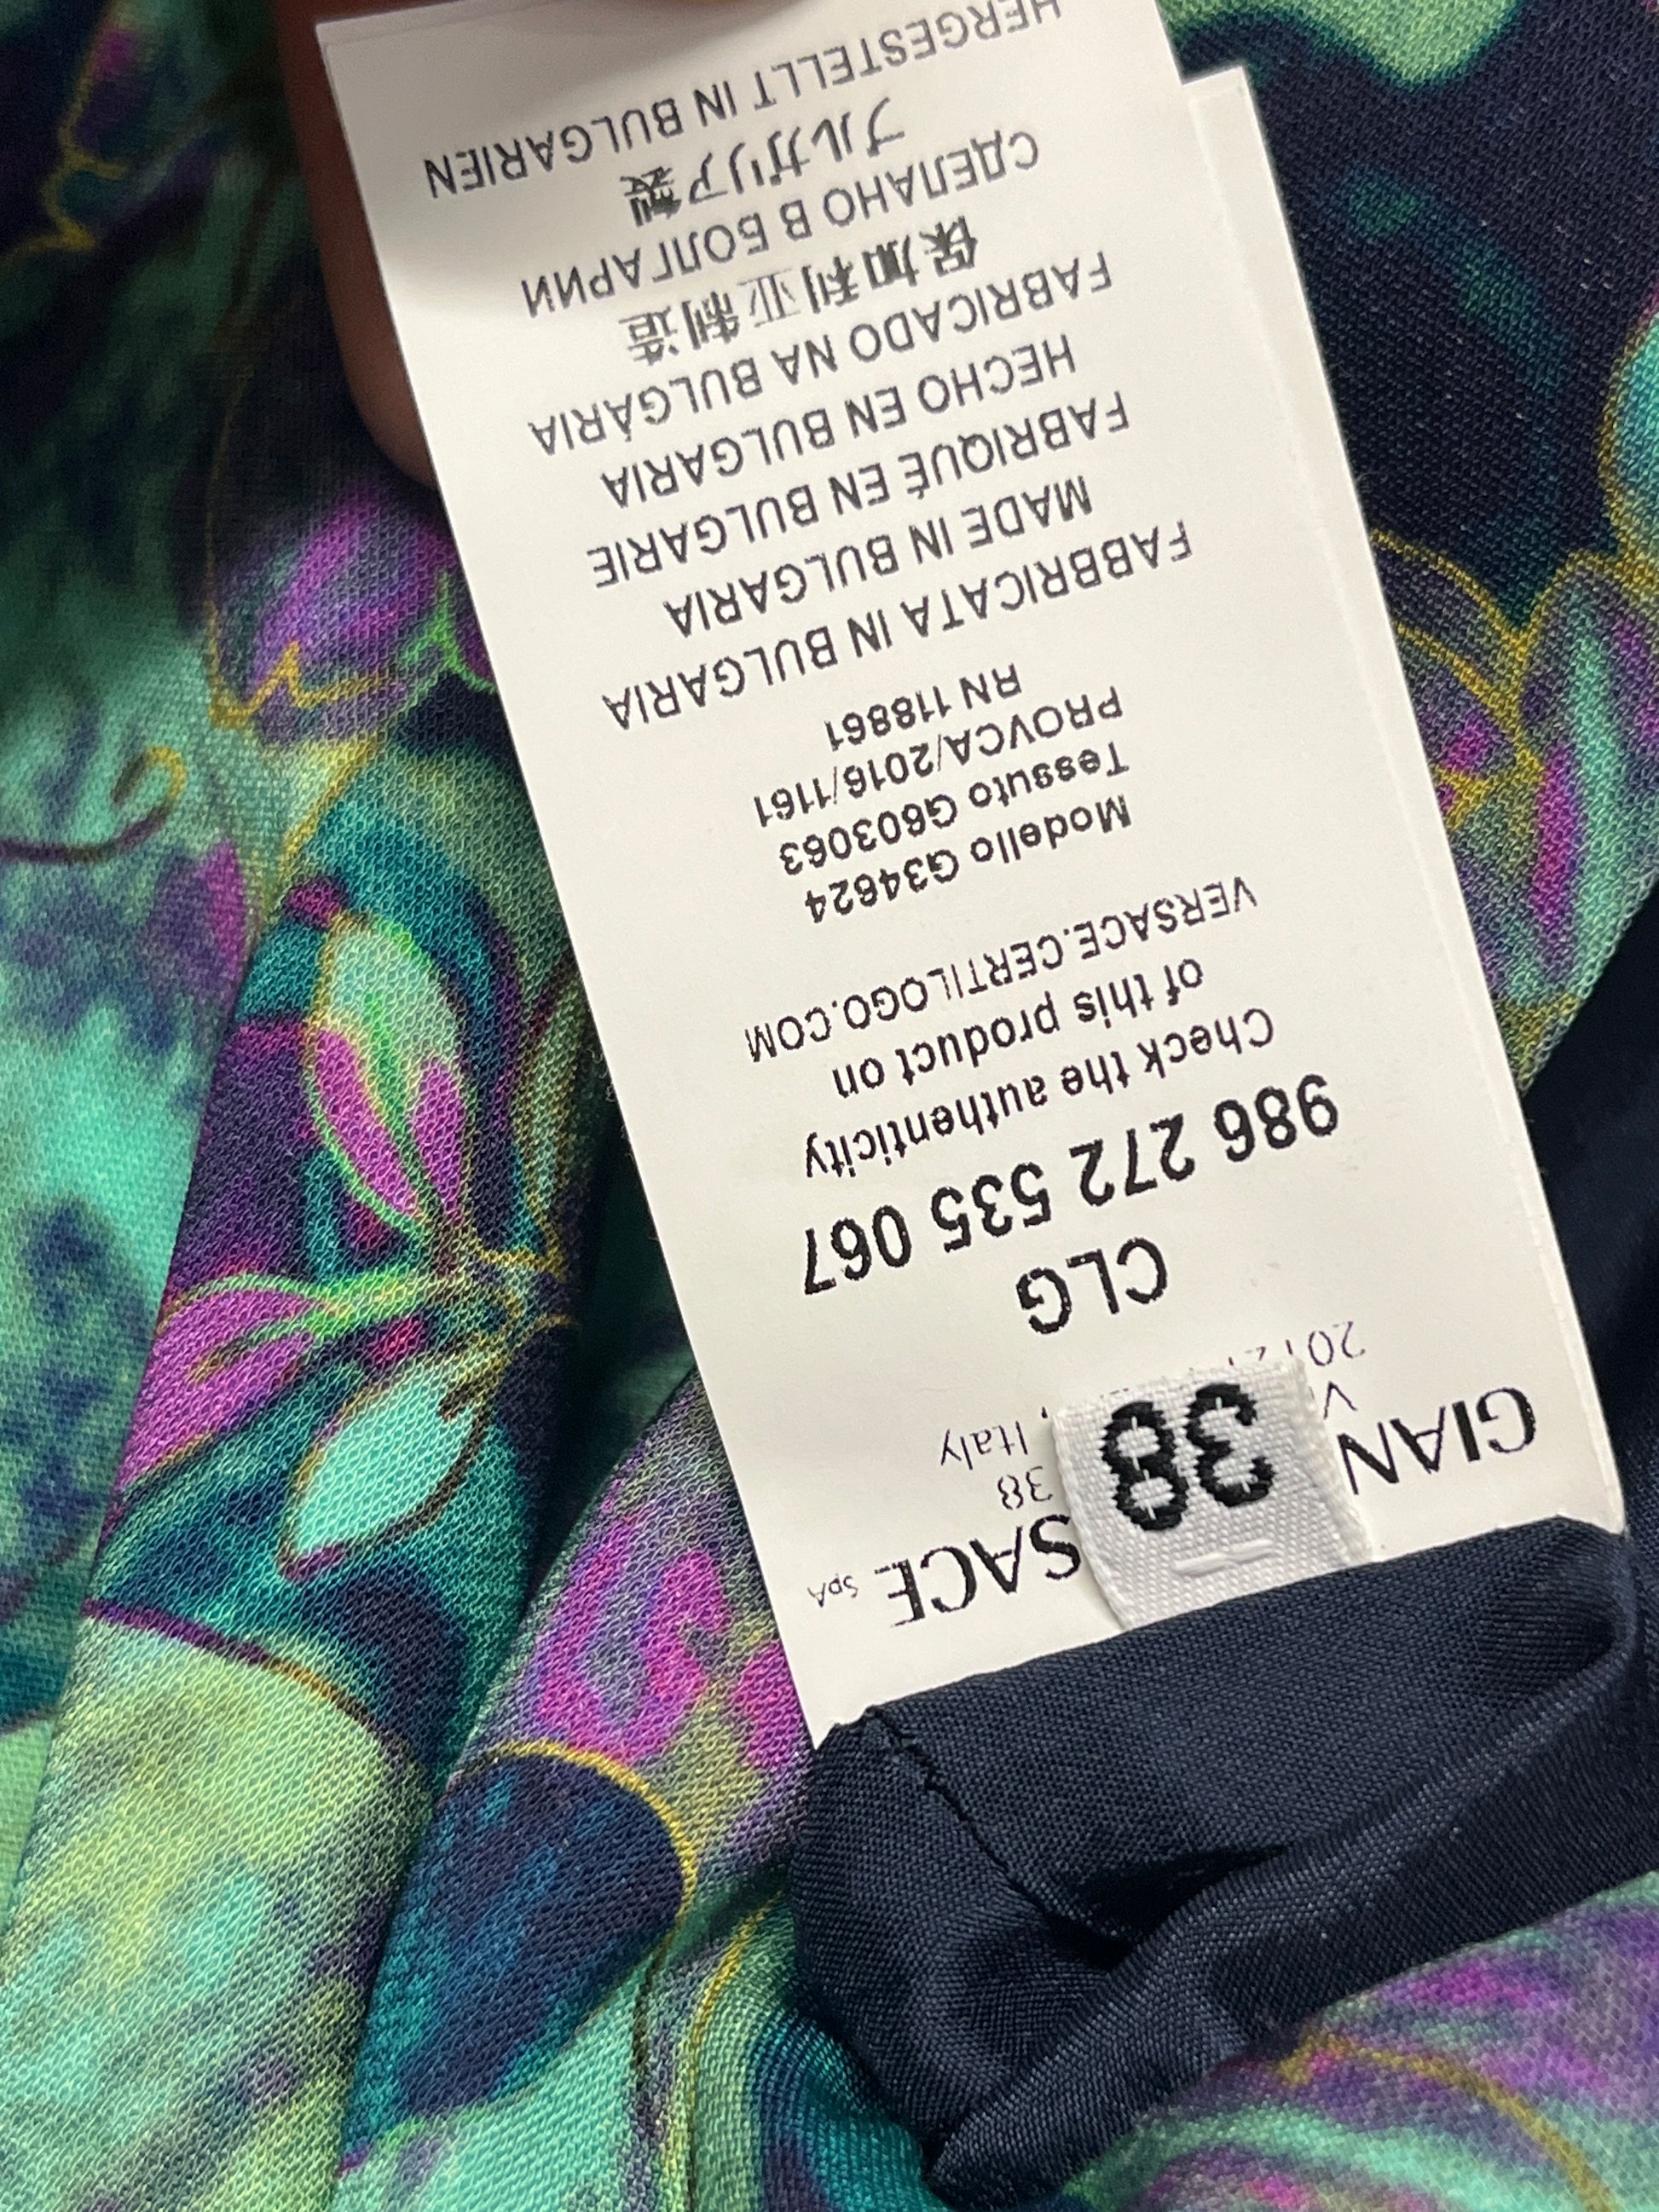 38
GIAN SACE SpA
38
Italy
CLG
986 272 535 067
Check the authenticity
of this product on
VERSACE.CERTILOGO.COM
Modello G34624
Tessuto G603063
PROVCA/2016/1161
RN 118861
FABBRICATA IN BULGARIA
MADE IN BULGARIA
FABRIQUÉ EN BULGARIE
HECHO EN BULGARIA
FABRICADO NA BULGÁRIA
保加利亚制造
СДЕЛАНО В БОЛГАРИИ
ブルガリア製
HERGESTELLT IN BULGARIEN